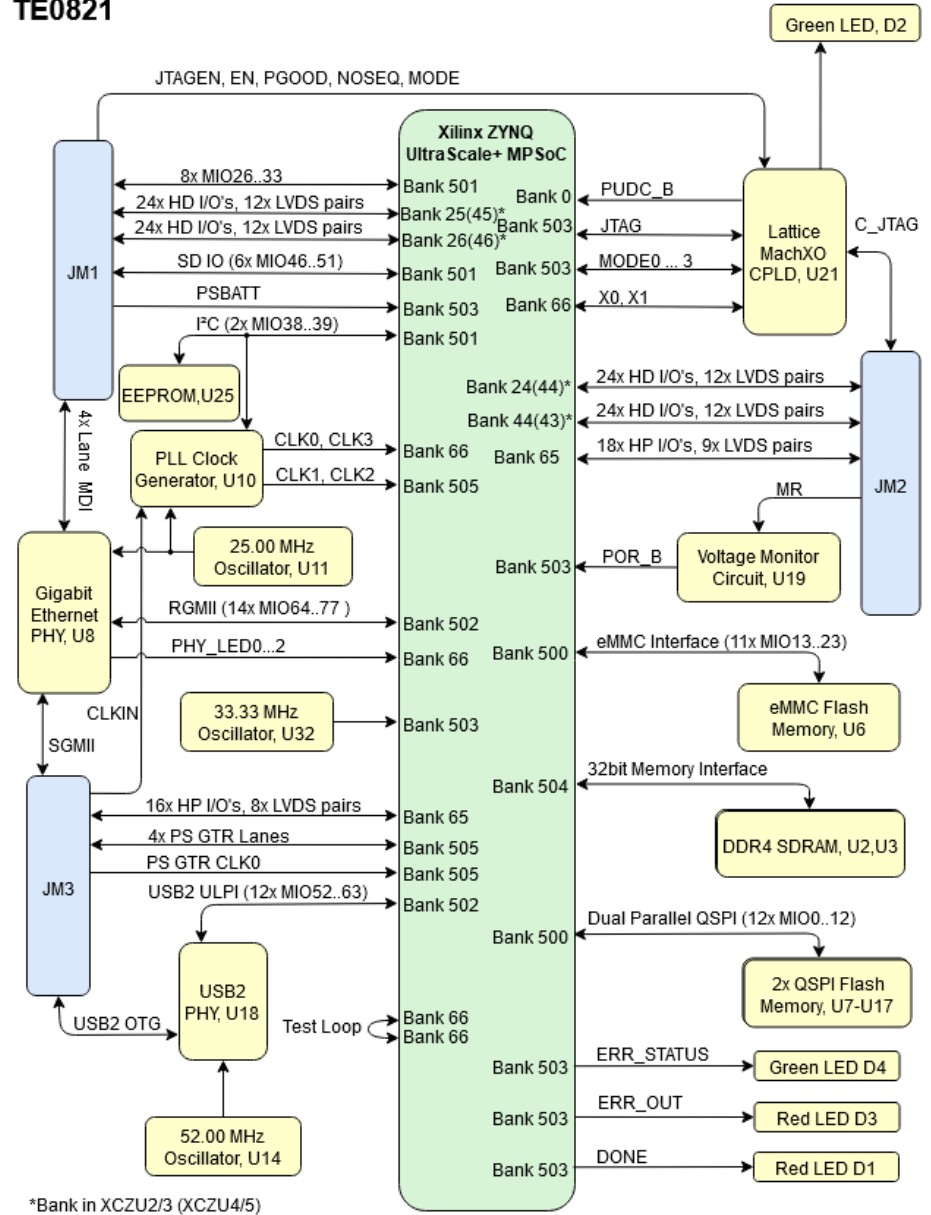 TE0821
Green LED, D2
JTAGEN, EN, PGOOD, NOSEQ, MODE
Xilinx ZYNQ
UltraScale+ MPSoC
JM1
8x MIO26..33
Bank 501
24x HD I/O's, 12x LVDS pairs
Bank 25(45)*
24x HD I/O's, 12x LVDS pairs
Bank 26(46)*
SD IO (6x MIO46..51)
Bank 501
PSBATT
Bank 503
I²C (2x MIO38..39)
Bank 501
Bank 0
PUDC_B
Bank 503
JTAG
Bank 503
MODE0 ... 3
Bank 66
X0, X1
Lattice
MachXO
CPLD, U21
C_JTAG
EEPROM,U25
Bank 24(44)*
24x HD I/O's, 12x LVDS pairs
Bank 44(43)*
24x HD I/O's, 12x LVDS pairs
Bank 65
18x HP I/O's, 9x LVDS pairs
JM2
4x Lane MDI
PLL Clock
Generator, U10
CLK0, CLK3
Bank 66
CLK1, CLK2
Bank 505
MR
25.00 MHz
Oscillator, U11
Bank 503
POR_B
Voltage Monitor
Circuit, U19
Gigabit
Ethernet
PHY, U8
RGMII (14x MIO64..77 )
Bank 502
PHY_LED0...2
Bank 66
Bank 500
eMMC Interface (11x MIO13..23)
eMMC Flash
Memory, U6
CLKIN
33.33 MHz
Oscillator, U32
Bank 503
SGMII
Bank 504
32bit Memory Interface
DDR4 SDRAM, U2,U3
JM3
16x HP I/O's, 8x LVDS pairs
Bank 65
4x PS GTR Lanes
Bank 505
PS GTR CLK0
Bank 505
USB2 ULPI (12x MIO52..63)
Bank 502
Bank 500
Dual Parallel QSPI (12x MIO0..12)
2x QSPI Flash
Memory, U7-U17
USB2
PHY, U18
USB2 OTG
Test Loop
Bank 66
Bank 66
Bank 503
ERR_STATUS
Green LED D4
Bank 503
ERR_OUT
Red LED D3
Bank 503
DONE
Red LED D1
52.00 MHz
Oscillator, U14
*Bank in XCZU2/3 (XCZU4/5)